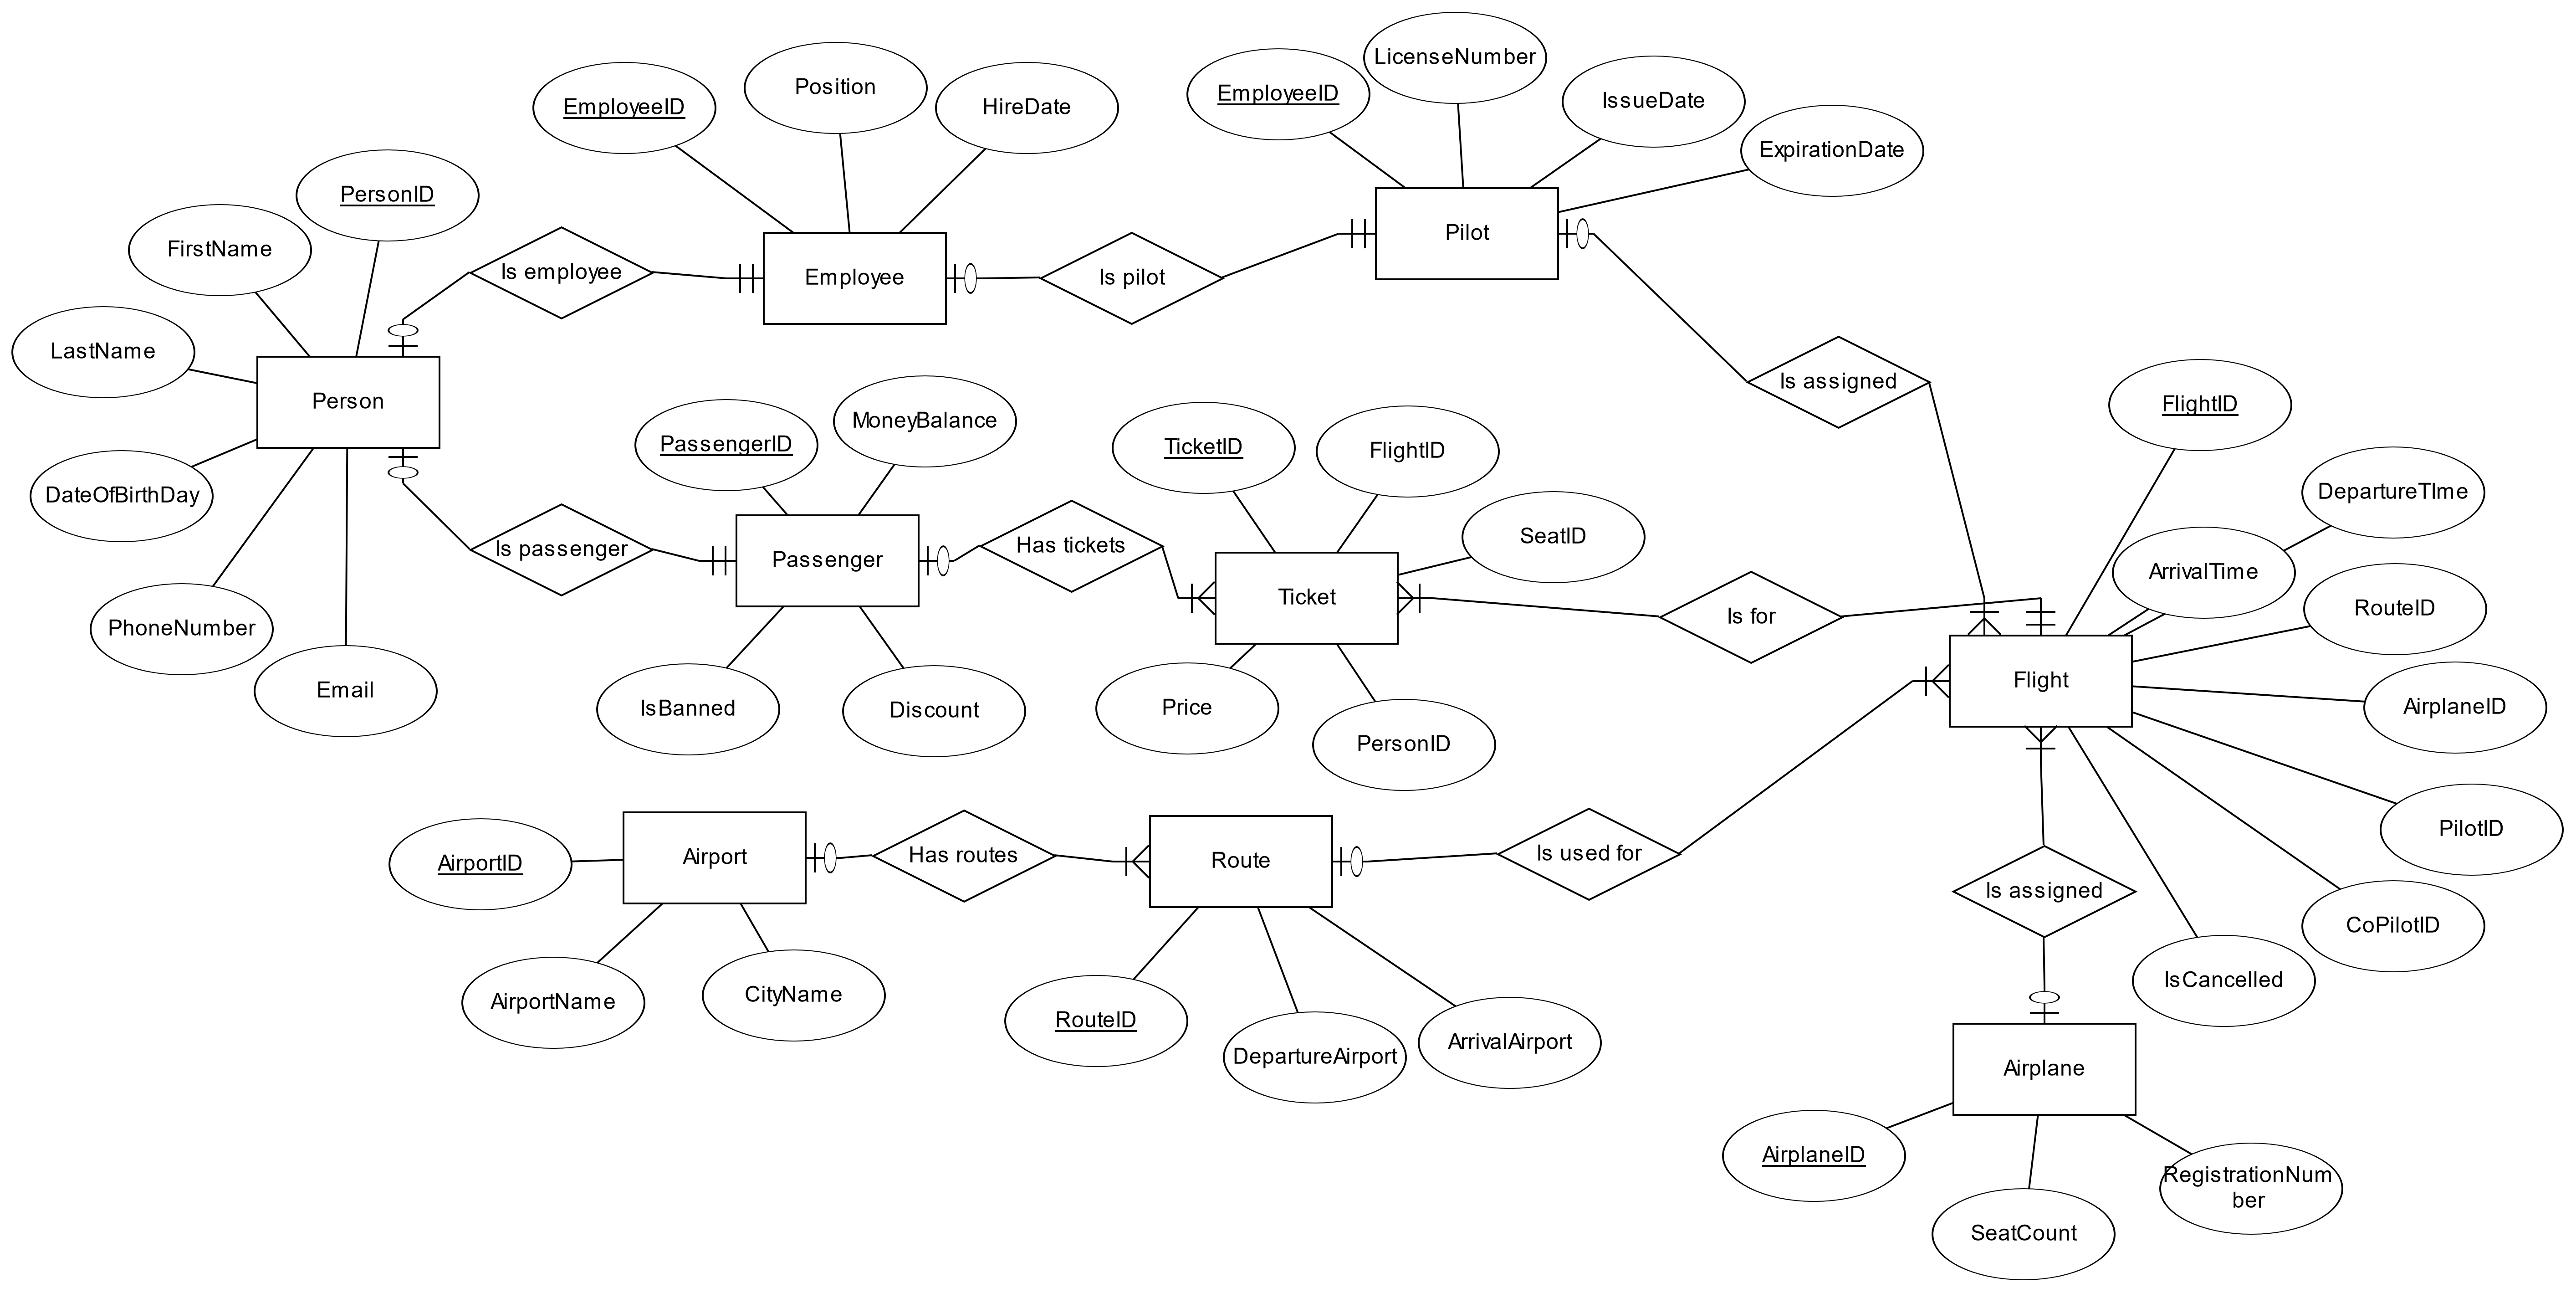 LicenseNumber
Position
EmployeeID
HireDate
EmployeeID
IssueDate
ExpirationDate
PersonID
FirstName
Is employee
Employee
Is pilot
Pilot
LastName
Person
Is assigned
FlightID
PassengerID
MoneyBalance
TicketID
FlightID
DateOfBirthDay
DepartureTIme
Is passenger
Passenger
Has tickets
SeatID
ArrivalTime
Ticket
Is for
RouteID
PhoneNumber
Email
IsBanned
Discount
Price
PersonID
Flight
AirplaneID
AirportID
Airport
Has routes
Route
Is used for
PilotID
Is assigned
CoPilotID
AirportName
CityName
RouteID
DepartureAirport
ArrivalAirport
IsCancelled
Airplane
AirplaneID
SeatCount
RegistrationNum
ber